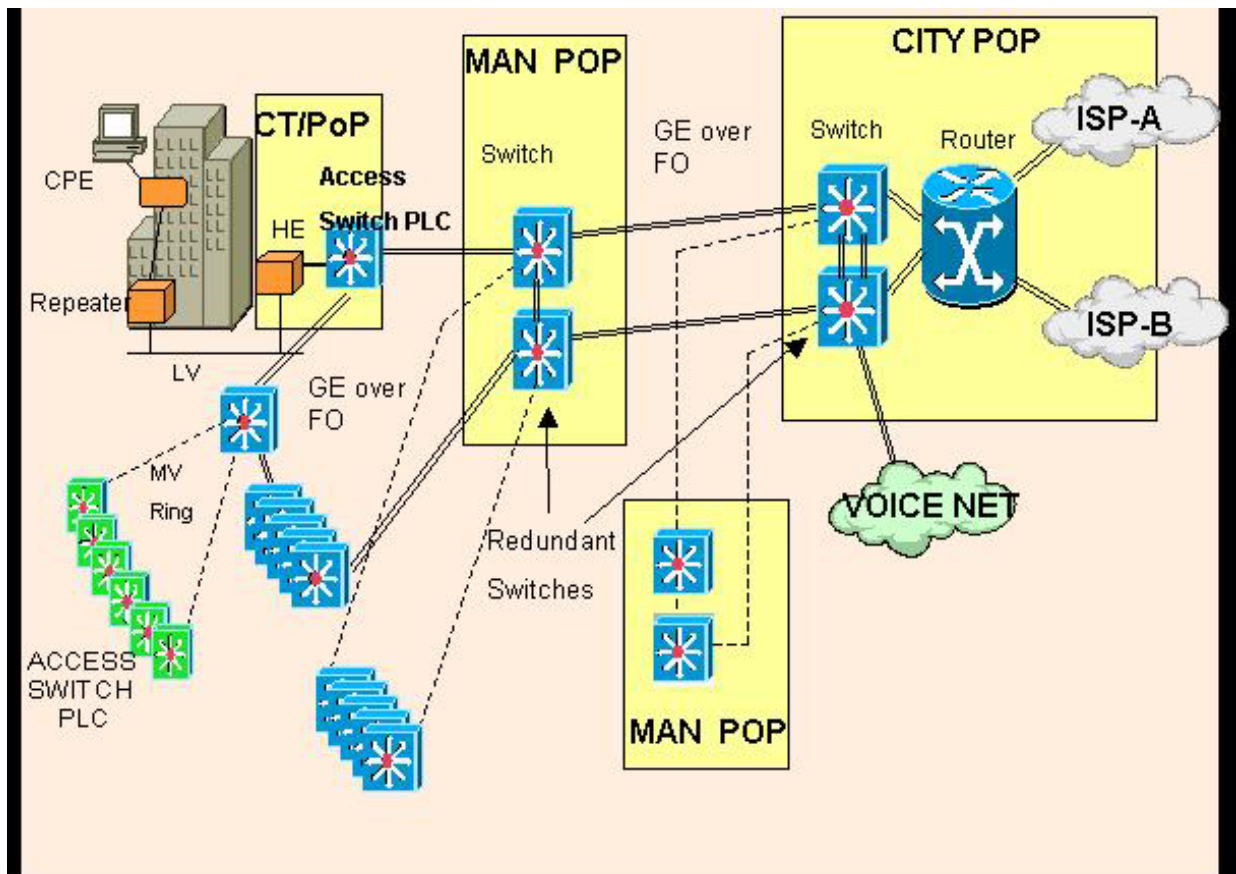 CITY POP
MAN POP
CT/PoP
GE over
FO
Switch
Router
ISP-A
Switch
CPE
Access
Switch PLC
HE
Repeater
ISP-B
LV
GE over
FO
MV
Ring
VOICE NET
Redundant
Switches
ACCESS
SWITCH
PLC
MAN POP